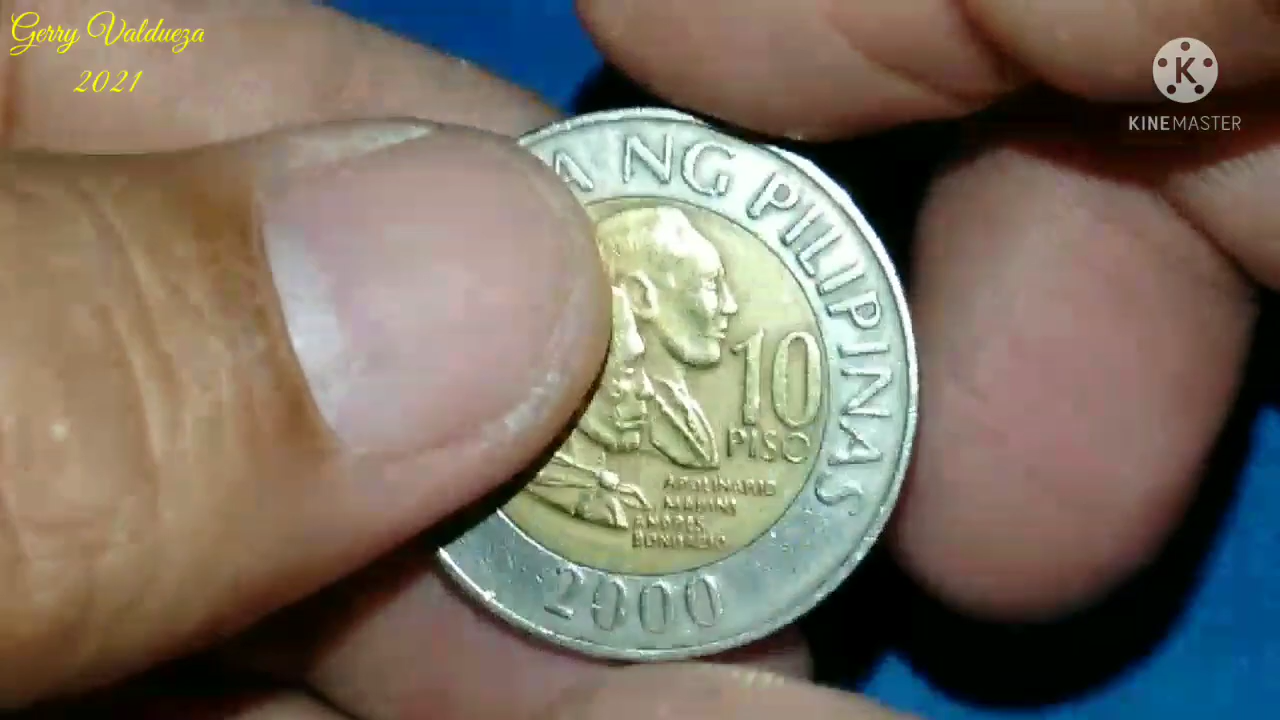 Gerry Valdueza
2021
K
KINEMASTER
A NG PILIPINAS
10
PISO
APOLINARIO
MABINI
ANDRES
BONIFACIO
2000